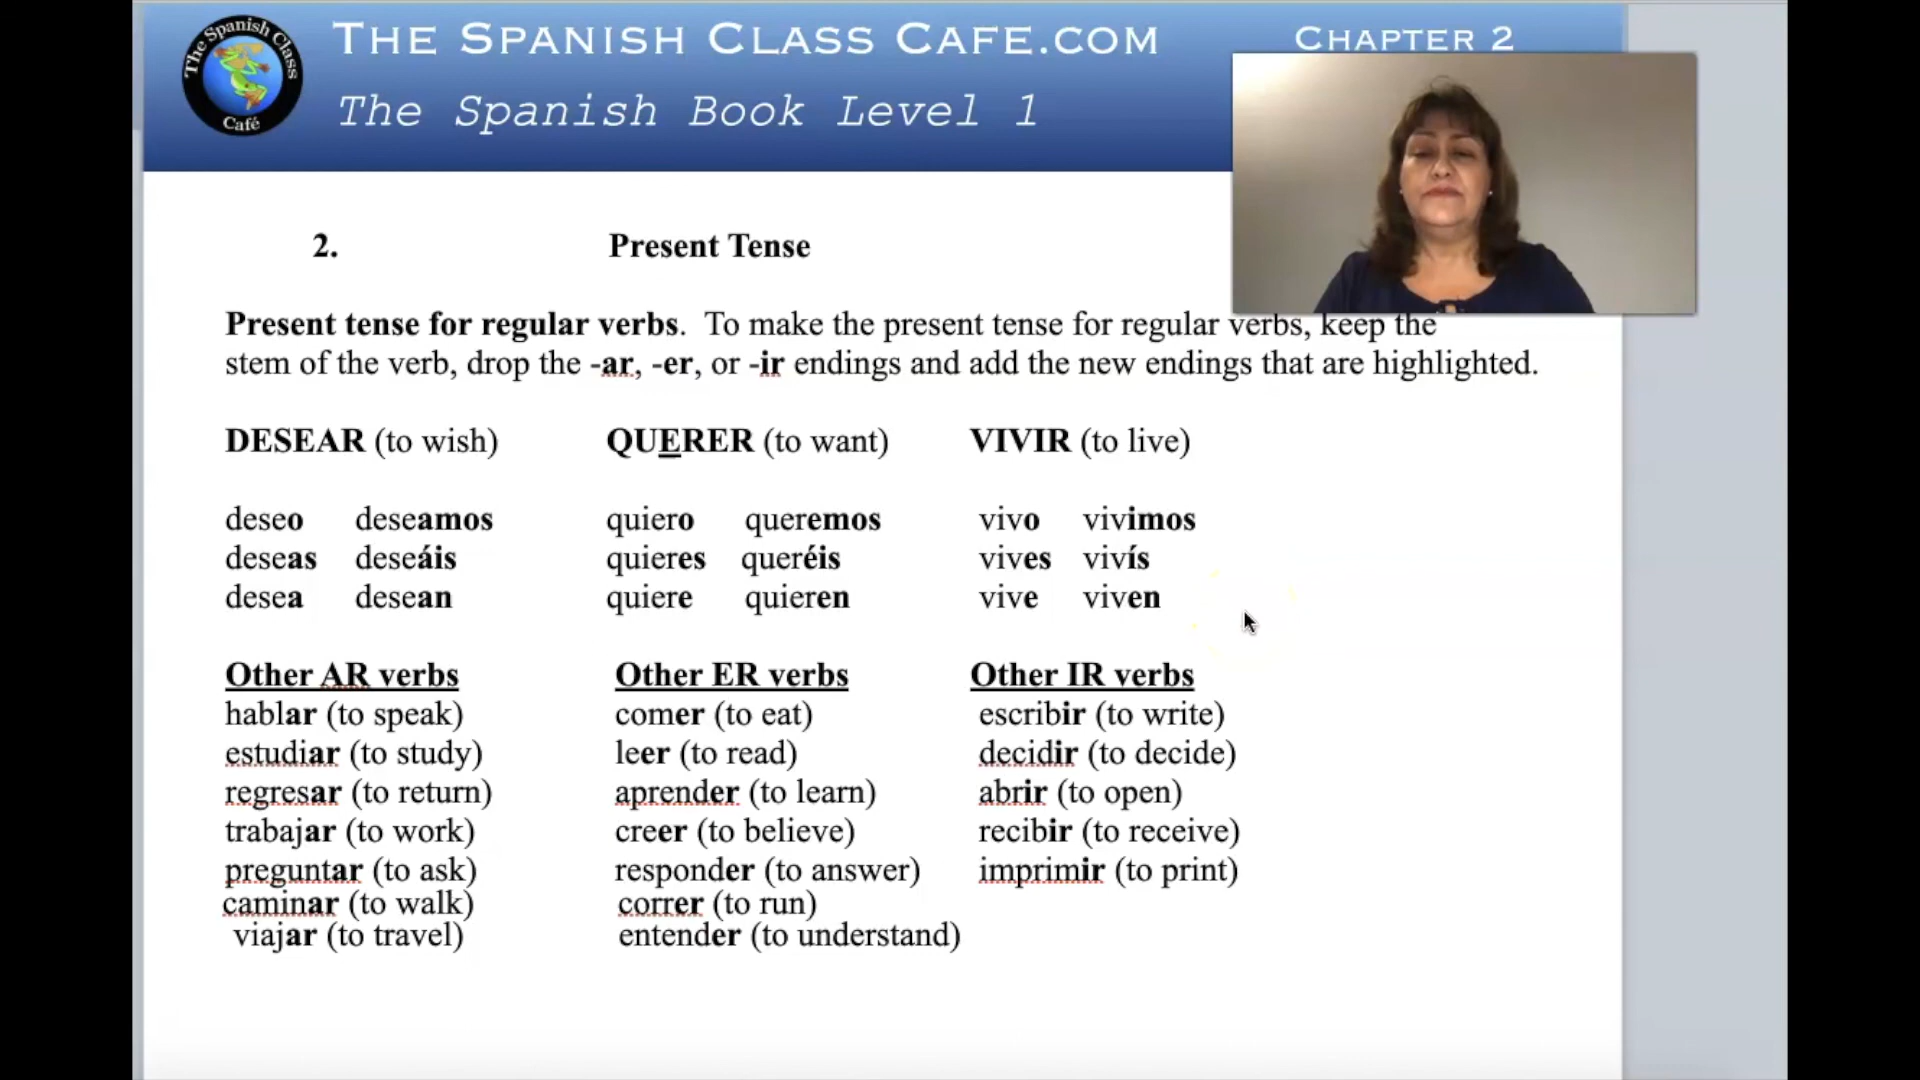 The Spanish Class
Café
THE SPANISH CLASS CAFE.COM
CHAPTER 2
The Spanish Book Level 1
2. Present Tense
Present tense for regular verbs. To make the present tense for regular verbs, keep the
stem of the verb, drop the -ar, -er, or -ir endings and add the new endings that are highlighted.
DESEAR (to wish) QUERER (to want) VIVIR (to live)
deseo deseamos quiero queremos vivo vivimos
deseas deseáis quieres queréis vives vivís
desea desean quiere quieren vive viven
Other AR verbs Other ER verbs Other IR verbs
hablar (to speak) comer (to eat) escribir (to write)
estudiar (to study) leer (to read) decidir (to decide)
regresar (to return) aprender (to learn) abrir (to open)
trabajar (to work) creer (to believe) recibir (to receive)
preguntar (to ask) responder (to answer) imprimir (to print)
caminar (to walk) correr (to run)
viajar (to travel) entender (to understand)